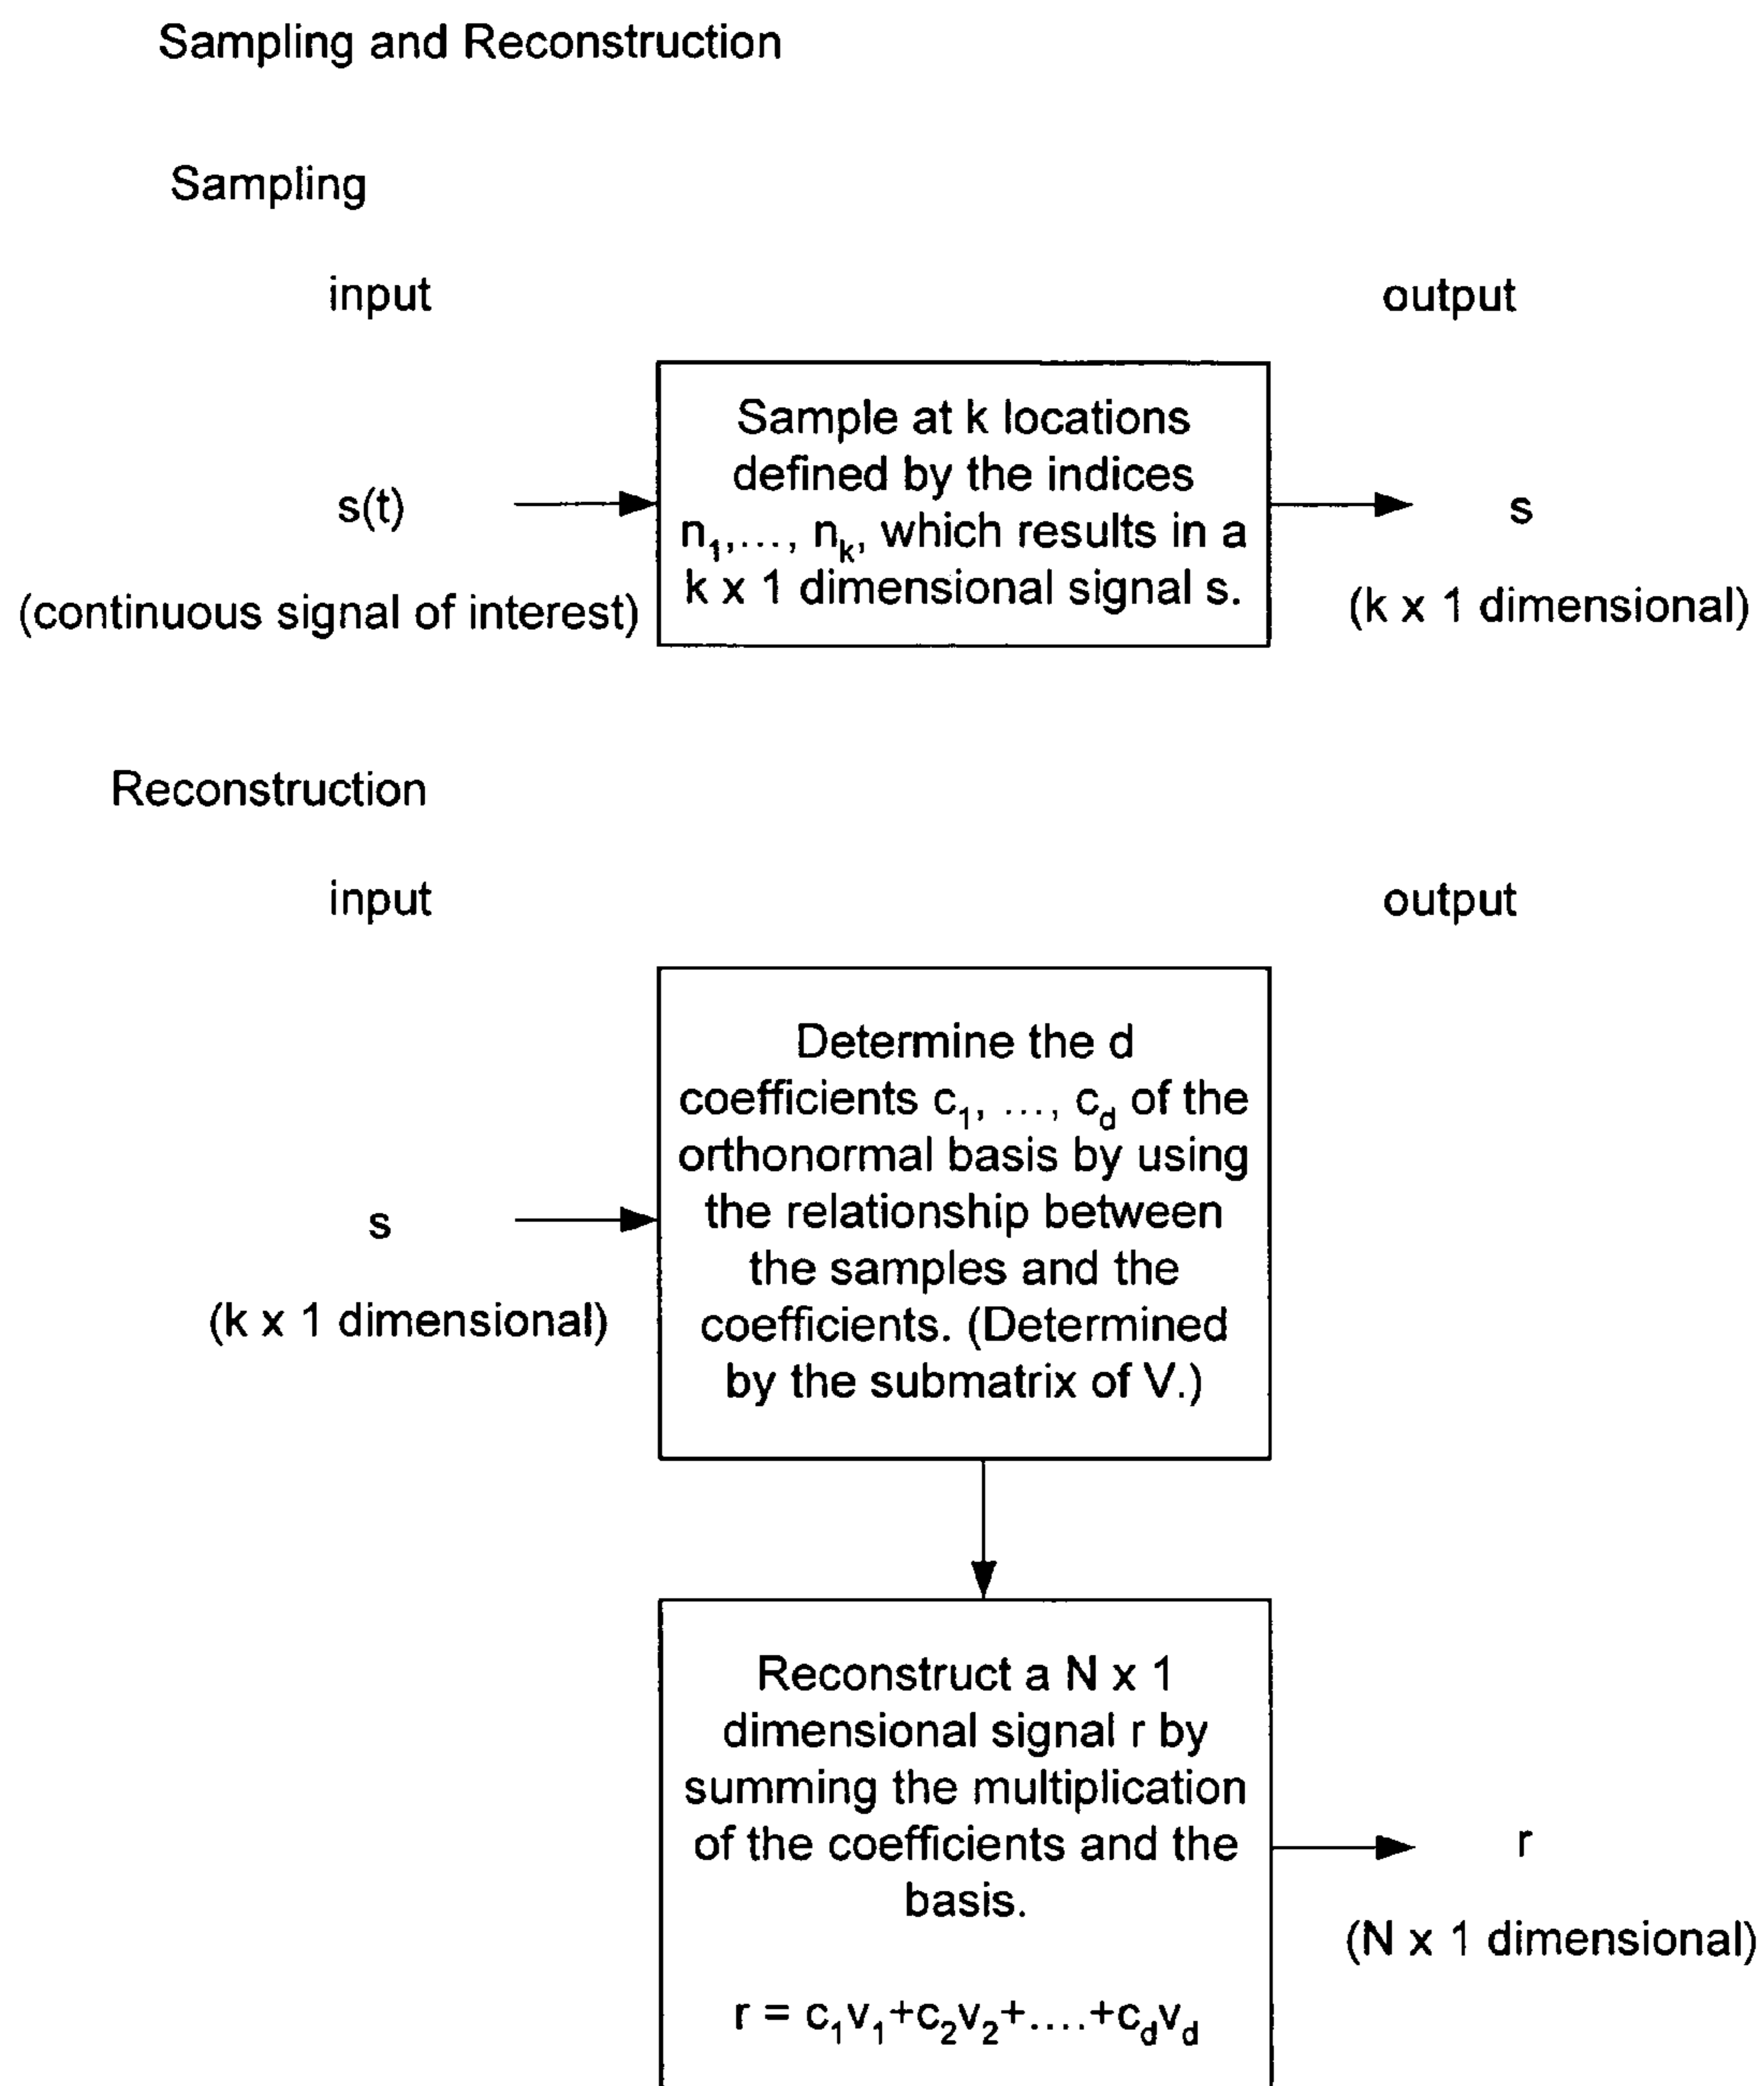 Sampling and Reconstruction
Sampling
input
output
s(t)
(continuous signal of interest)
Sample at k locations
defined by the indices
n₁,..., nₖ, which results in a
k x 1 dimensional signal s.
s
(k x 1 dimensional)
Reconstruction
input
output
s
(k x 1 dimensional)
Determine the d
coefficients c₁, ..., c_d of the
orthonormal basis by using
the relationship between
the samples and the
coefficients. (Determined
by the submatrix of V.)
Reconstruct a N x 1
dimensional signal r by
summing the multiplication
of the coefficients and the
basis.
r = c₁v₁+c₂v₂+....+c_dv_d
r
(N x 1 dimensional)